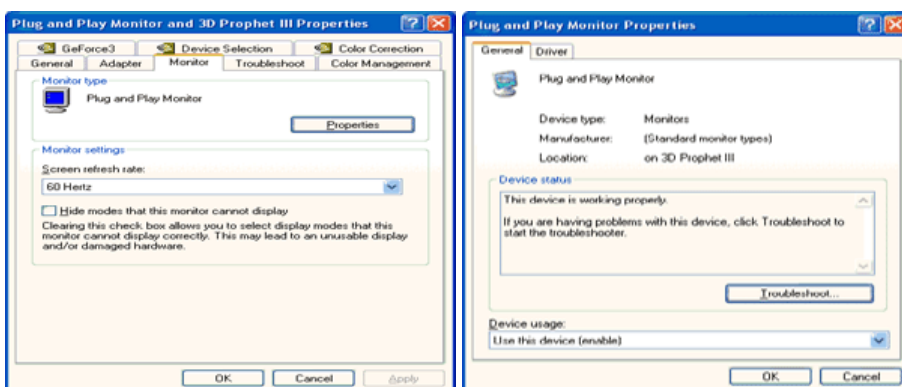 Plug and Play Monitor and 3D Prophet III Properties
GeForce3 Device Selection Color Correction
General Adapter Monitor Troubleshoot Color Management
Monitor type
Plug and Play Monitor
Properties
Monitor settings
Screen refresh rate:
60 Hertz
Hide modes that this monitor cannot display
Clearing this check box allows you to select display modes that this
monitor cannot display correctly. This may lead to an unusable display
and/or damaged hardware.
OK Cancel Apply
Plug and Play Monitor Properties
General Driver
Plug and Play Monitor
Device type: Monitors
Manufacturer: (Standard monitor types)
Location: on 3D Prophet III
Device status
This device is working properly.
If you are having problems with this device, click Troubleshoot to
start the troubleshooter.
Troubleshoot...
Device usage:
Use this device (enable)
OK Cancel